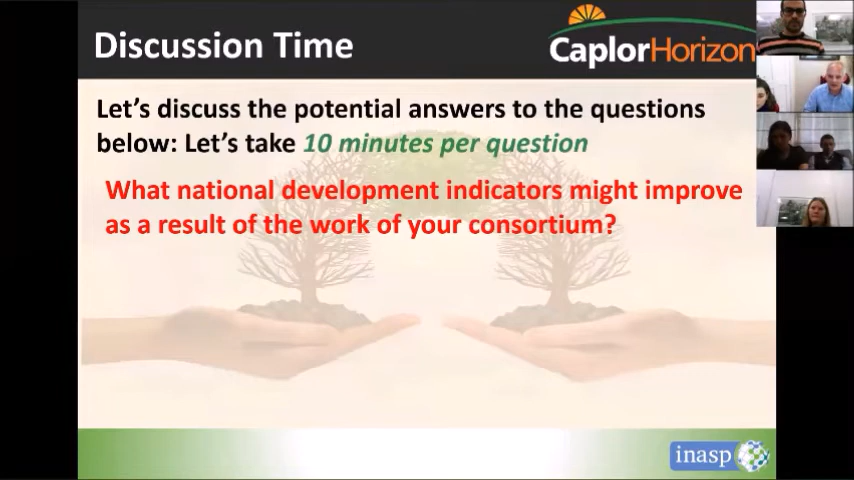 Discussion Time
CaplorHorizon
Let's discuss the potential answers to the questions
below: Let's take 10 minutes per question
What national development indicators might improve
as a result of the work of your consortium?
inasp